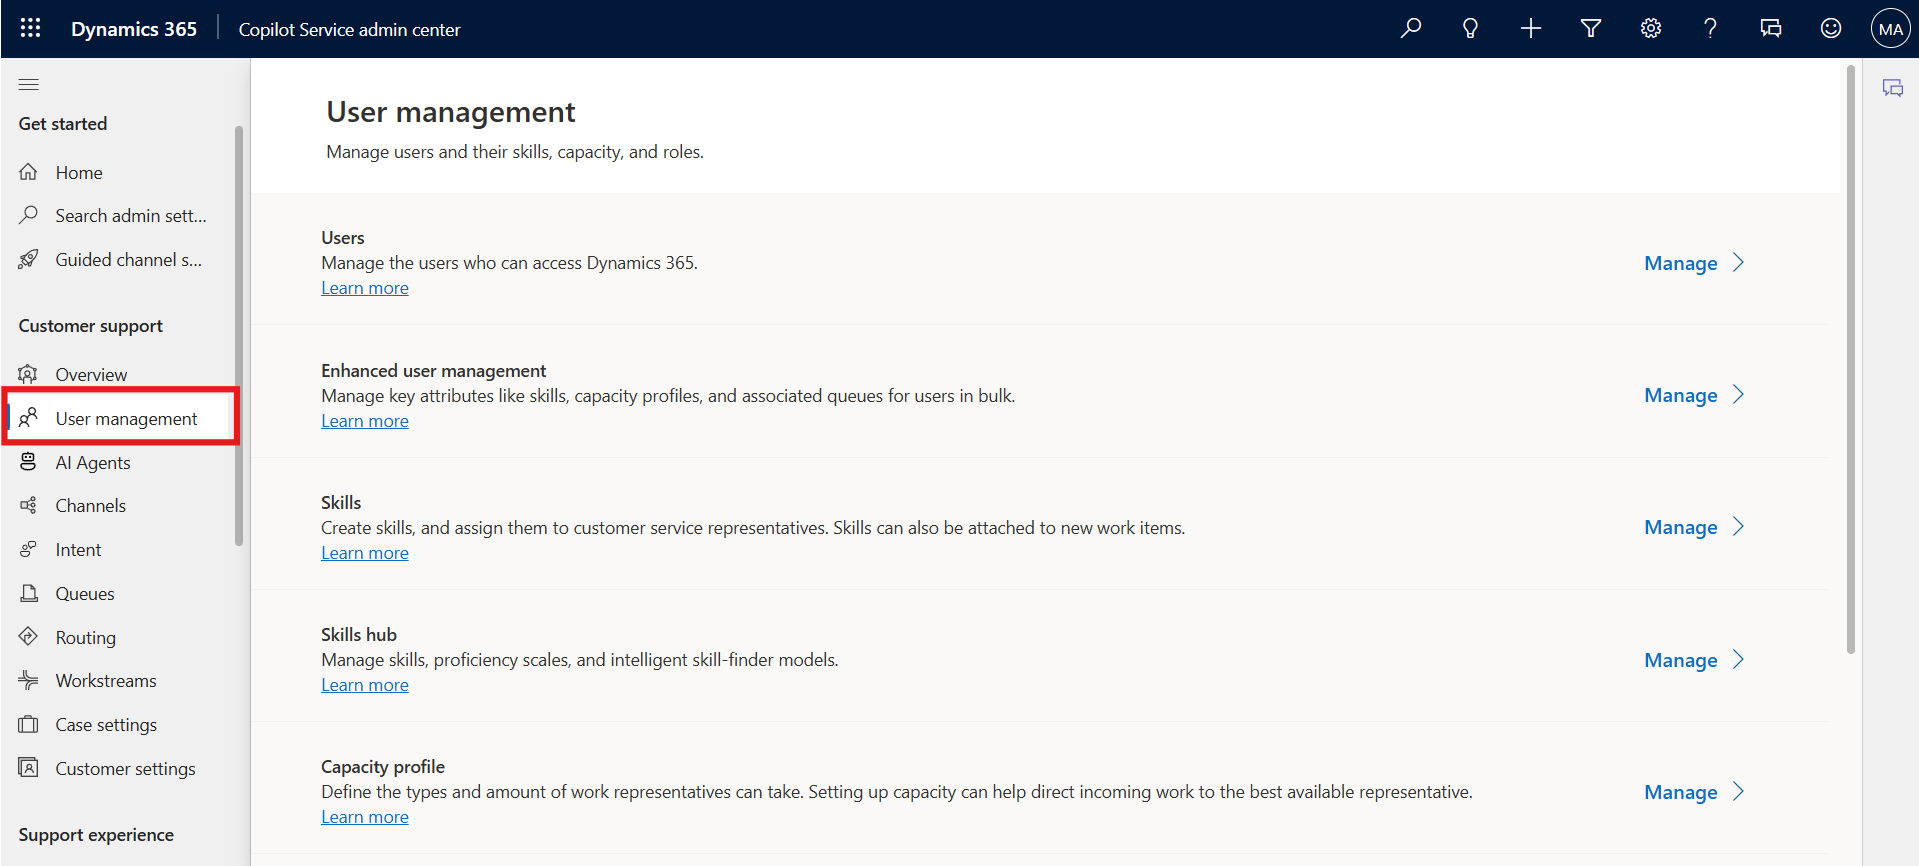 Dynamics 365
Copilot Service admin center
MA
Get started
Home
Search admin sett...
Guided channel s...
Customer support
Overview
User management
AI Agents
Channels
Intent
Queues
Routing
Workstreams
Case settings
Customer settings
Support experience
User management
Manage users and their skills, capacity, and roles.
Users
Manage the users who can access Dynamics 365.
Learn more
Manage
Enhanced user management
Manage key attributes like skills, capacity profiles, and associated queues for users in bulk.
Learn more
Manage
Skills
Create skills, and assign them to customer service representatives. Skills can also be attached to new work items.
Learn more
Manage
Skills hub
Manage skills, proficiency scales, and intelligent skill-finder models.
Learn more
Manage
Capacity profile
Define the types and amount of work representatives can take. Setting up capacity can help direct incoming work to the best available representative.
Learn more
Manage